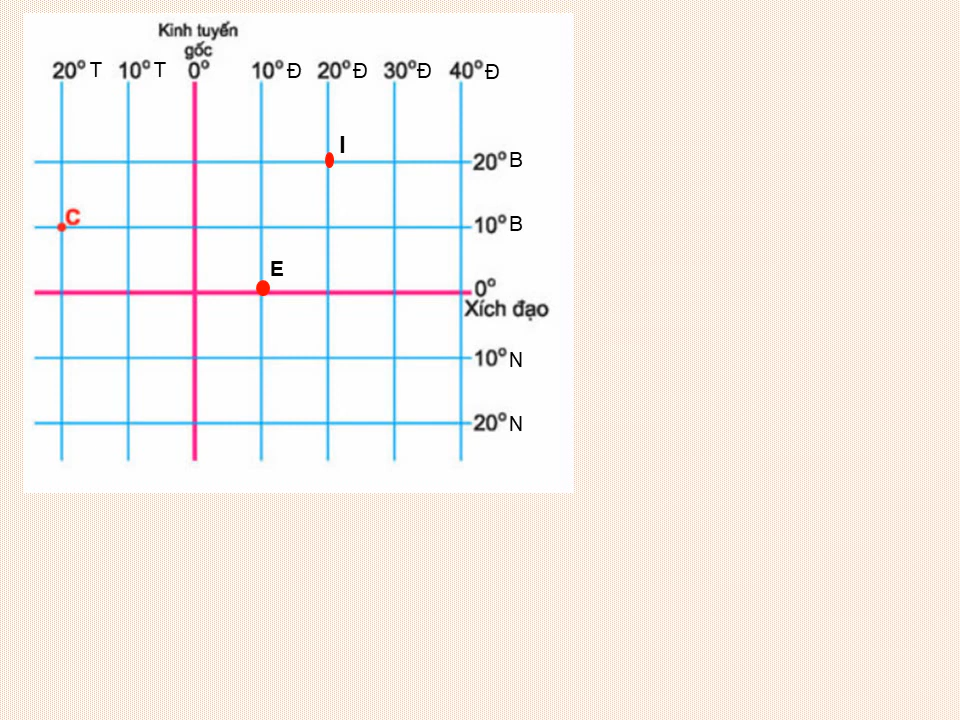 Kinh tuyến
gốc
20° T 10° T 0° 10° Đ 20° Đ 30° Đ 40° Đ
I
20° B
C
10° B
E
0°
Xích đạo
10° N
20° N